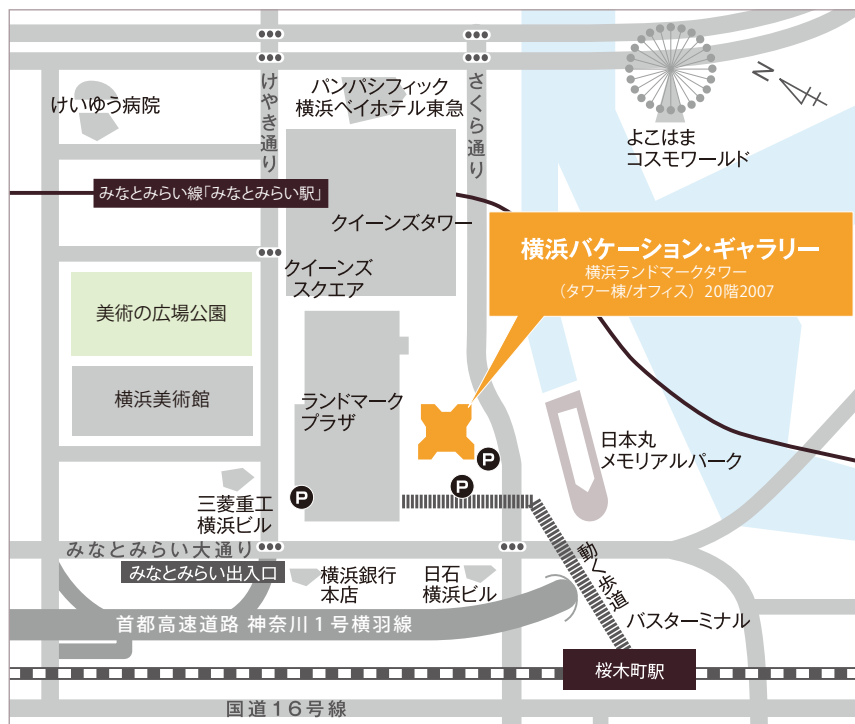 けいゆう病院
けやき通り
パンパシフィック
横浜ベイホテル東急
さくら通り
N
よこはま
コスモワールド
みなとみらい線「みなとみらい駅」
クイーンズタワー
横浜バケーション・ギャラリー
横浜ランドマークタワー
（タワー棟/オフィス）20階2007
クイーンズ
スクエア
美術の広場公園
横浜美術館
ランドマーク
プラザ
日本丸
メモリアルパーク
P
P
P
三菱重工
横浜ビル
みなとみらい大通り
みなとみらい出入口
横浜銀行
本店
日石
横浜ビル
動く歩道
バスターミナル
首都高速道路 神奈川1号横羽線
桜木町駅
国道16号線